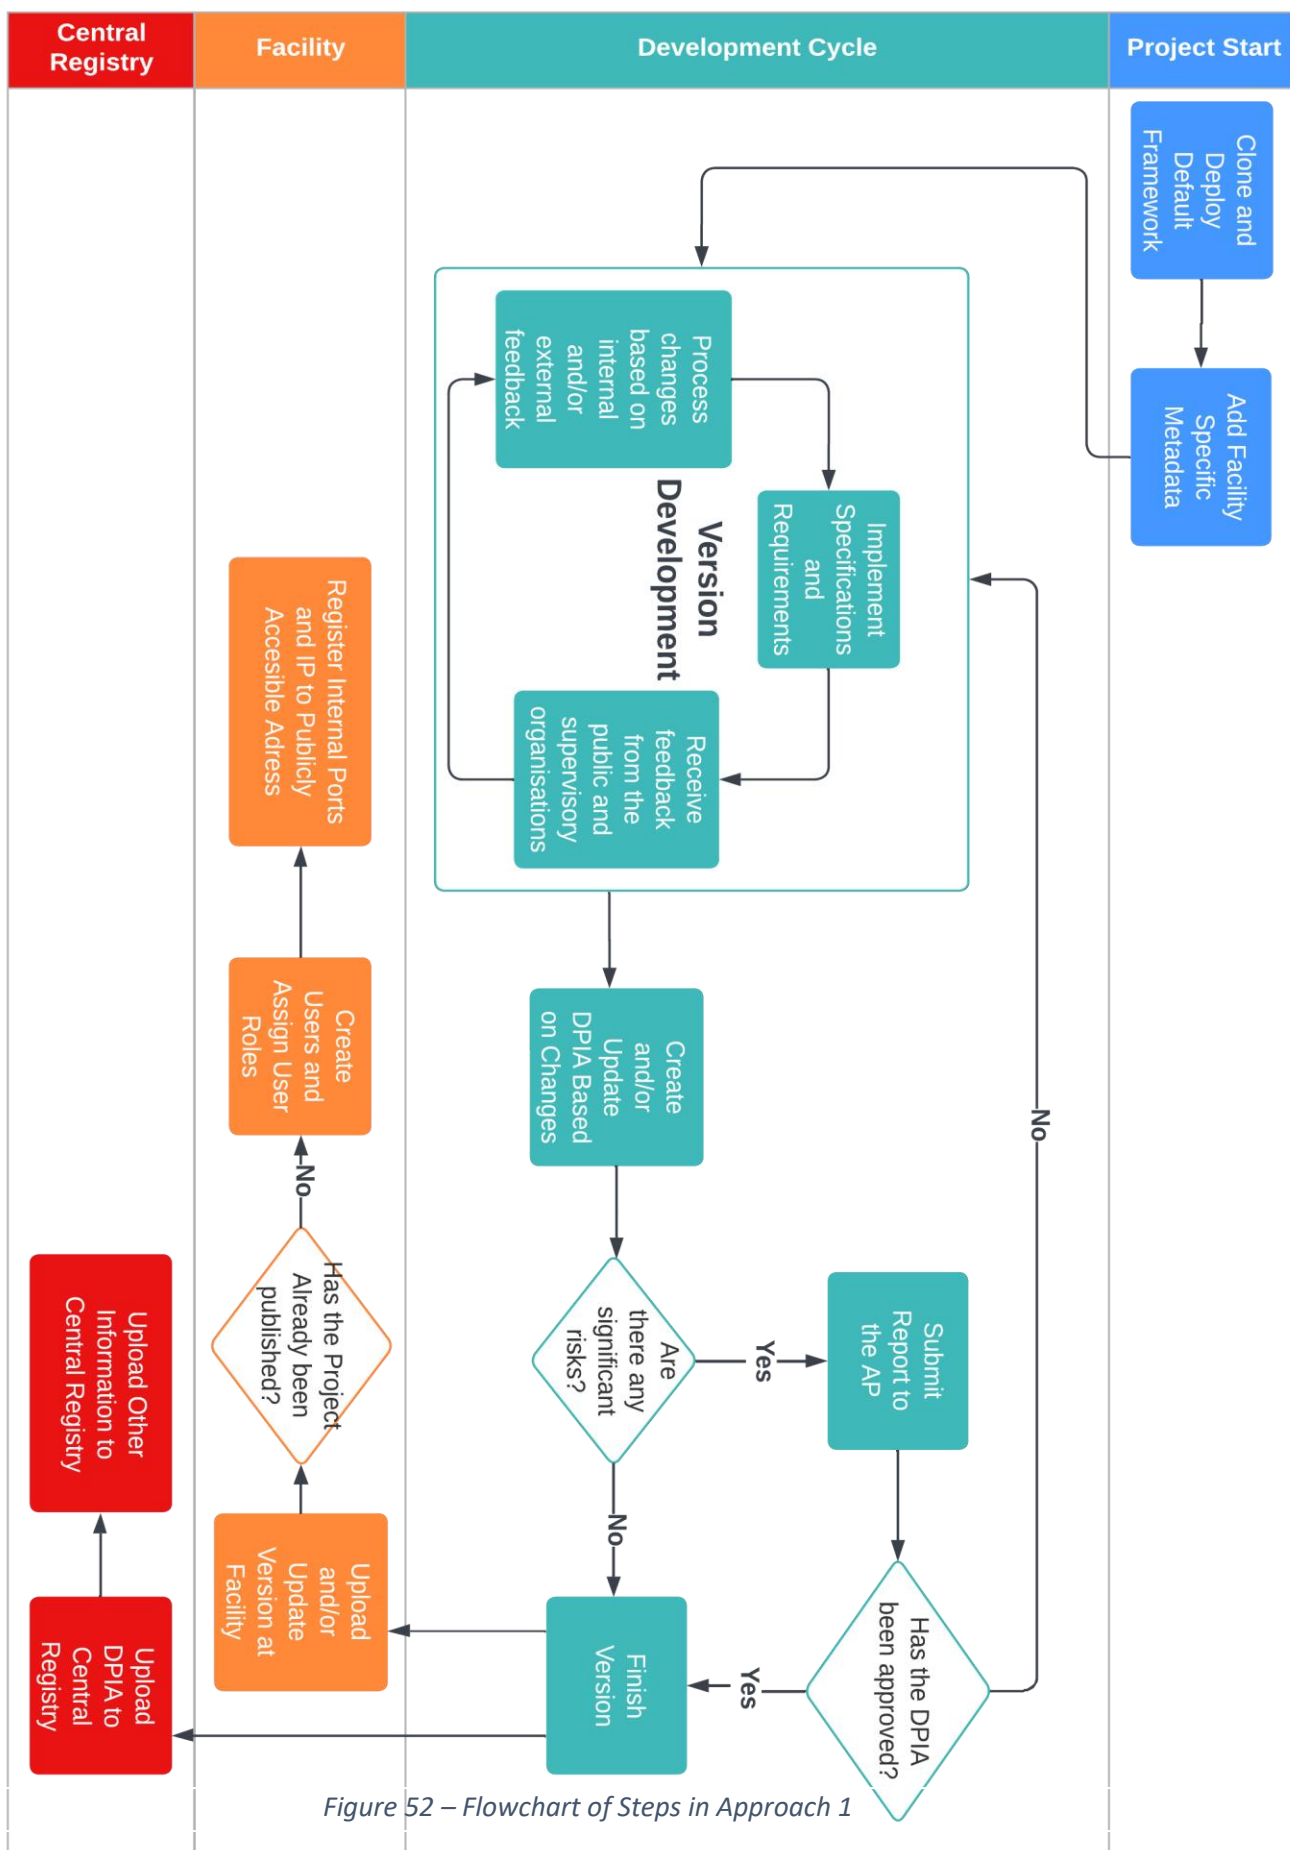 Central
Registry
Facility
Development Cycle
Project Start
Clone and
Deploy
Default
Framework
Add Facility
Specific
Metadata
Process
changes
based on
internal
and/or
external
feedback
Implement
Specifications
and
Requirements
Version
Development
Receive
feedback
from the
public and
supervisory
organisations
Create
and/or
Update
DPIA Based
on Changes
Are
there any
significant
risks?
Yes
No
Submit
Report to
the AP
Has the DPIA
been approved?
No
Yes
Finish
Version
Upload
and/or
Update
Version at
Facility
Has the Project
Already been
published?
No
Create
Users and
Assign User
Roles
Register Internal Ports
and IP to Publicly
Accesible Adress
Upload
DPIA to
Central
Registry
Upload Other
Information to
Central Registry
Figure 52 – Flowchart of Steps in Approach 1